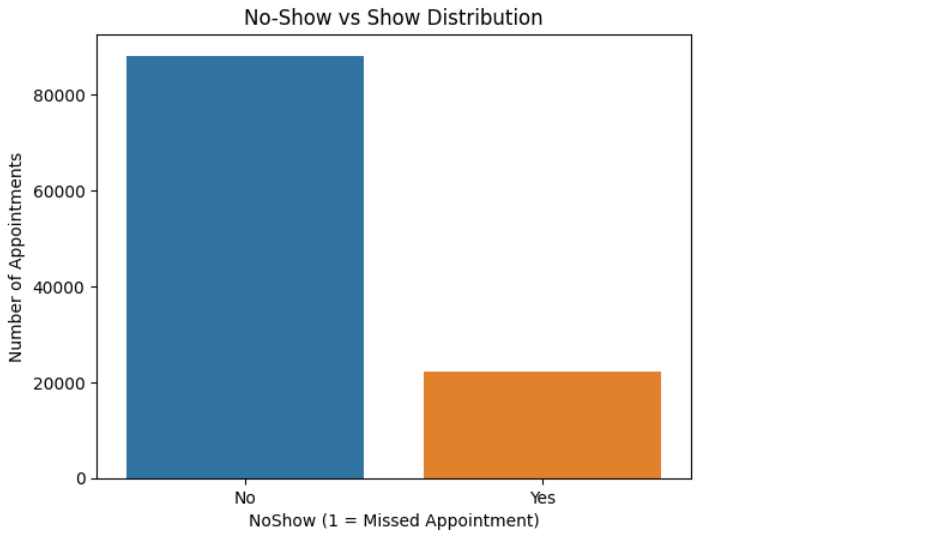 No-Show vs Show Distribution
Number of Appointments
80000
60000
40000
20000
0
No Yes
NoShow (1 = Missed Appointment)